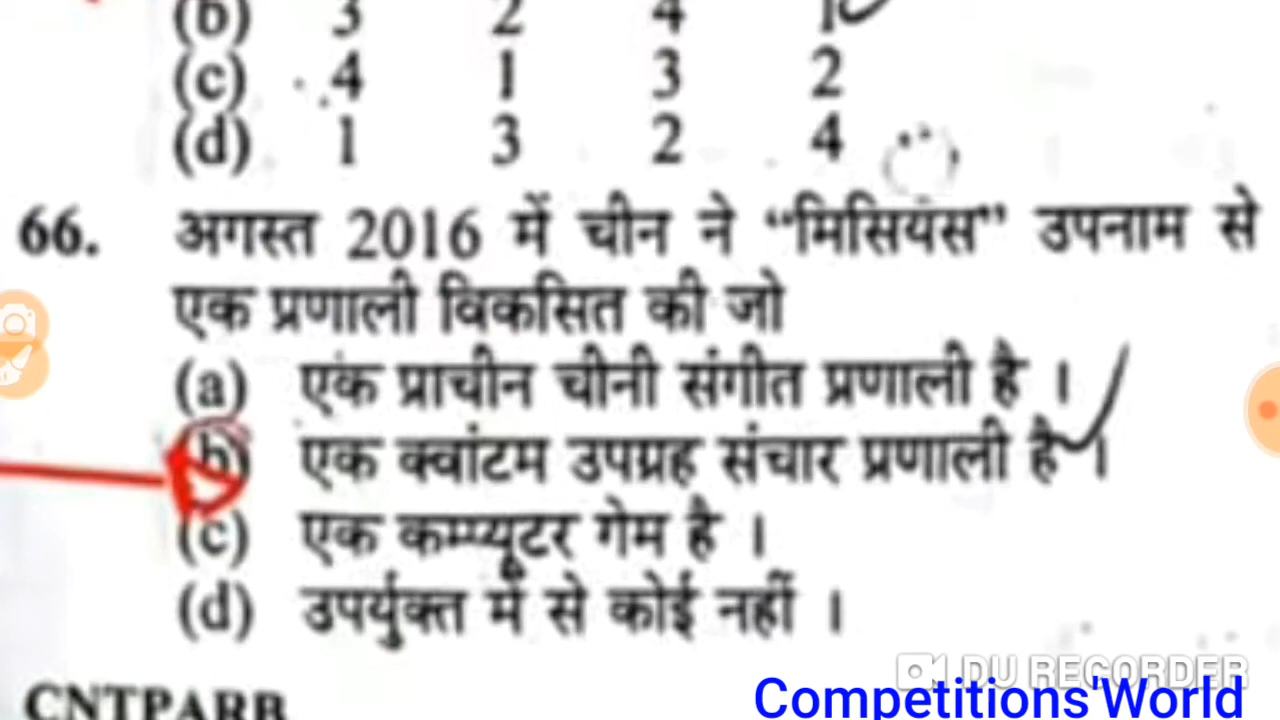 (b) 3 2 4 1
(c) 4 1 3 2
(d) 1 3 2 4
66. अगस्त 2016 में चीन ने “मिसियस” उपनाम से
एक प्रणाली विकसित की जो
(a) एक प्राचीन चीनी संगीत प्रणाली है ।
(b) एक क्वांटम उपग्रह संचार प्रणाली है ।
(c) एक कम्प्यूटर गेम है ।
(d) उपर्युक्त में से कोई नहीं ।
CNTPARB
DU RECORDER
Competitions'World